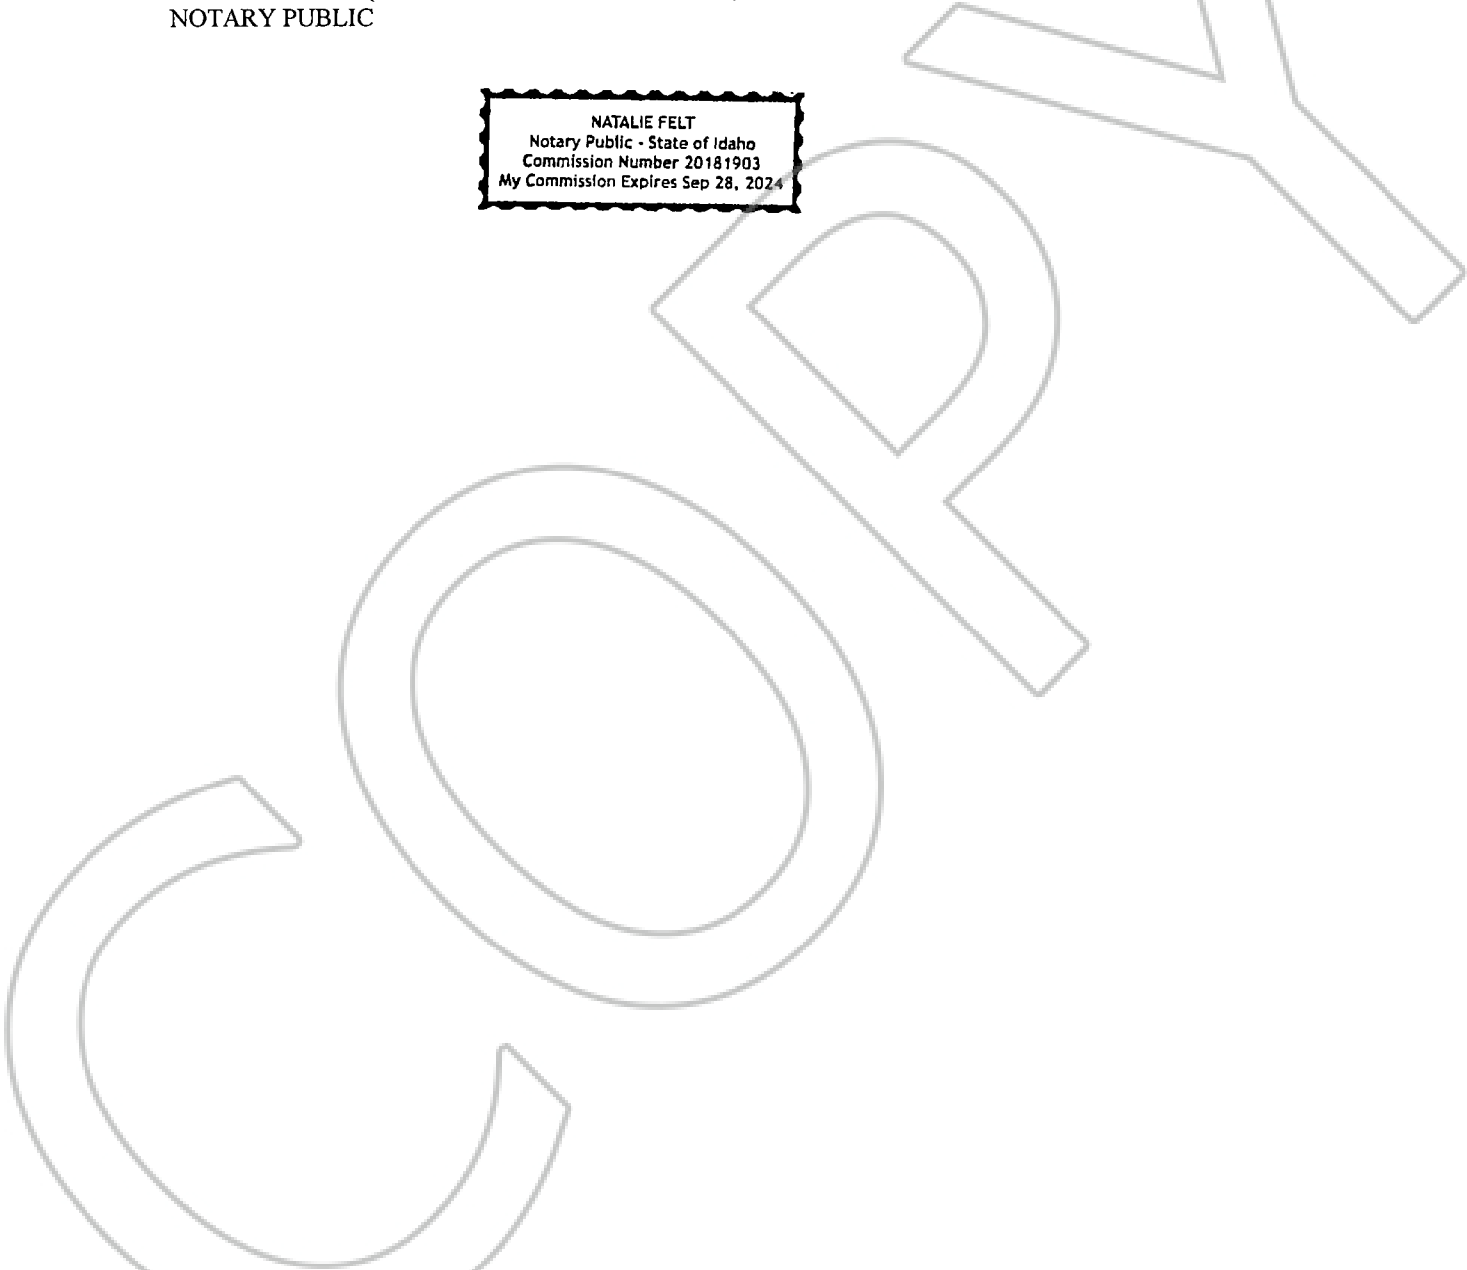 NOTARY PUBLIC
NATALIE FELT
Notary Public - State of Idaho
Commission Number 20181903
My Commission Expires Sep 28, 2024
COPY